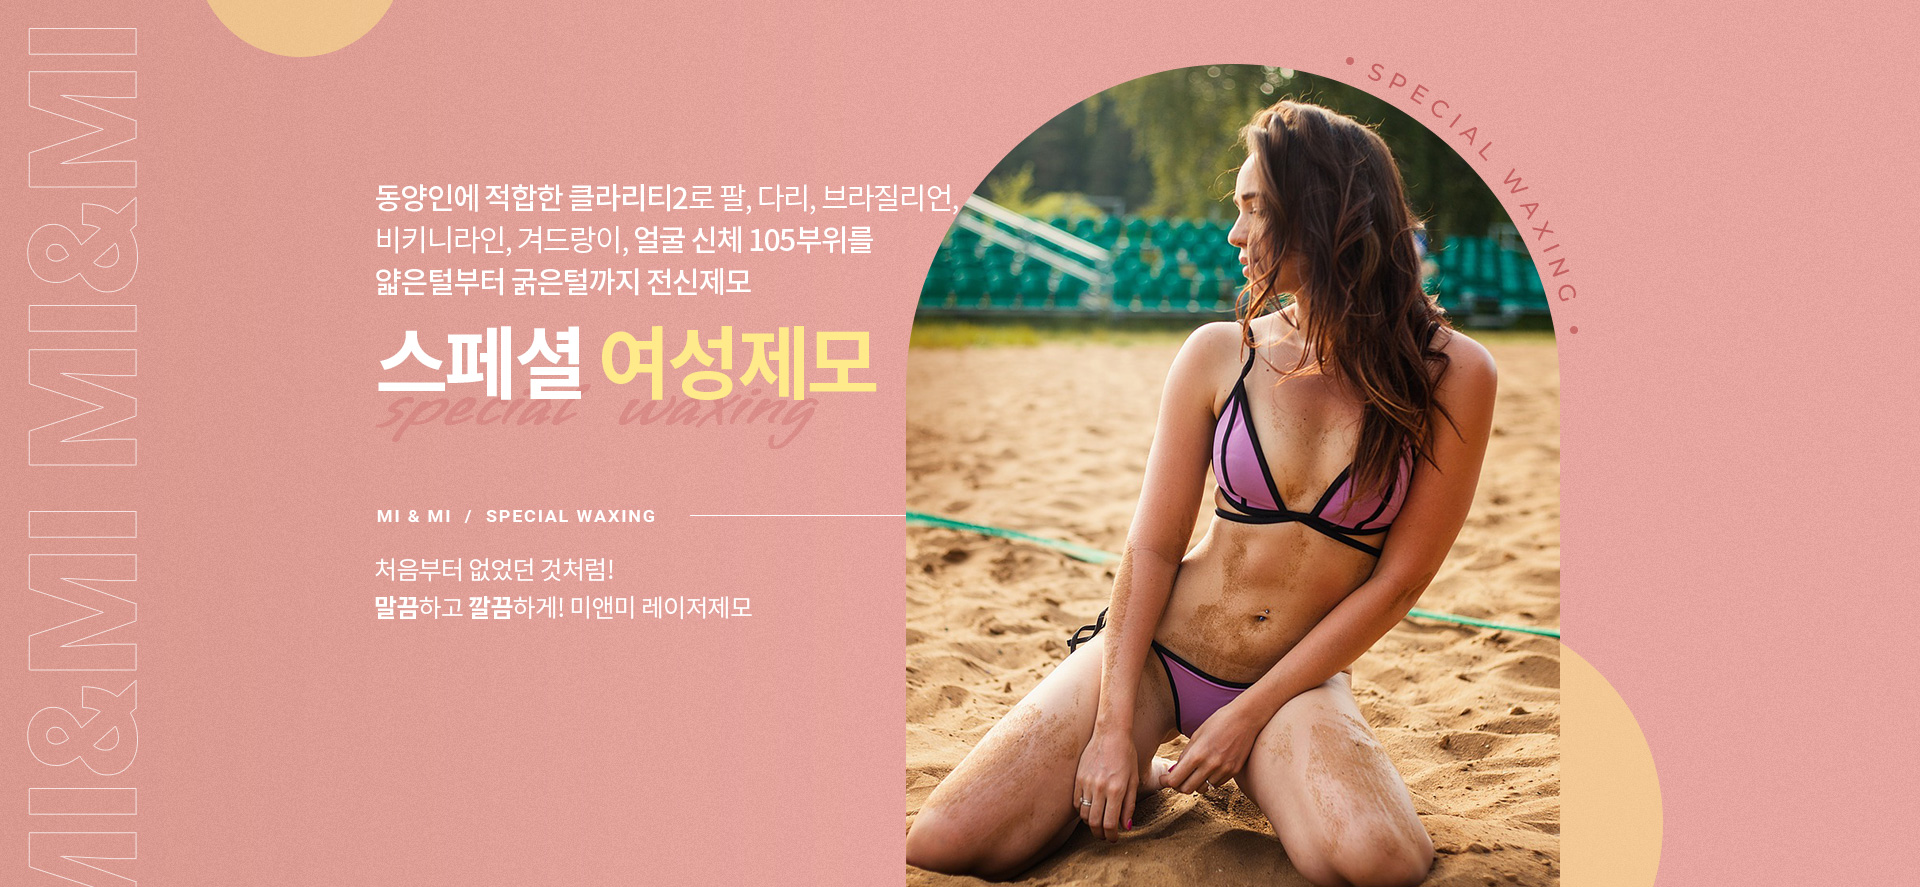 MI&MI MI&MI MI&MI
• SPECIAL WAXING •
동양인에 적합한 클라리티2로 팔, 다리, 브라질리언,
비키니라인, 겨드랑이, 얼굴 신체 105부위를
얇은털부터 굵은털까지 전신제모
스페셜 여성제모
special waxing
MI & MI / SPECIAL WAXING
처음부터 없었던 것처럼!
말끔하고 깔끔하게! 미앤미 레이저제모